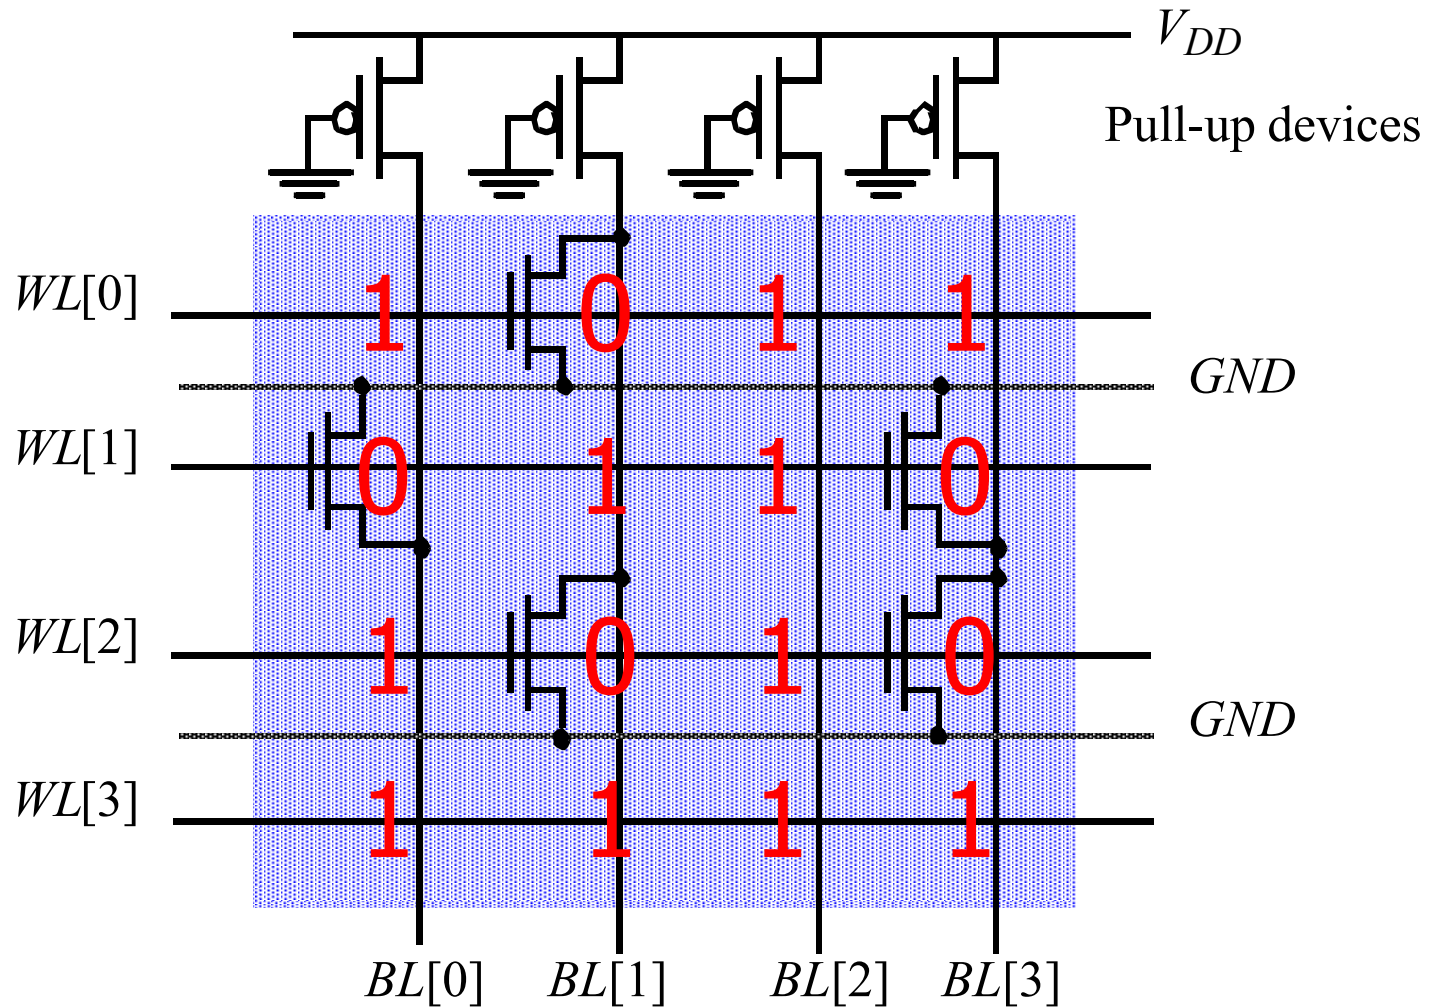 V_DD
Pull-up devices
WL[0] 1 0 1 1
GND
WL[1] 0 1 1 0
WL[2] 1 0 1 0
GND
WL[3] 1 1 1 1
BL[0] BL[1] BL[2] BL[3]